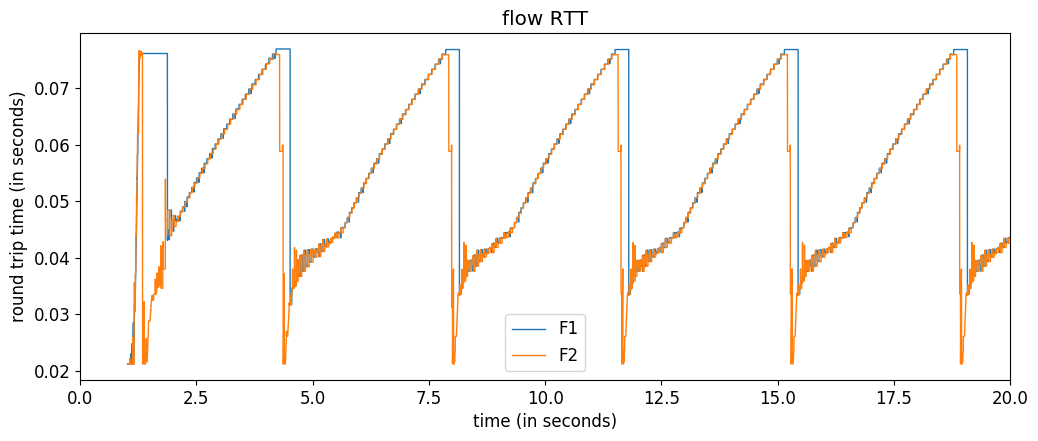 flow RTT
round trip time (in seconds)
0.07
0.06
0.05
0.04
0.03
0.02
F1
F2
0.0 2.5 5.0 7.5 10.0 12.5 15.0 17.5 20.0
time (in seconds)